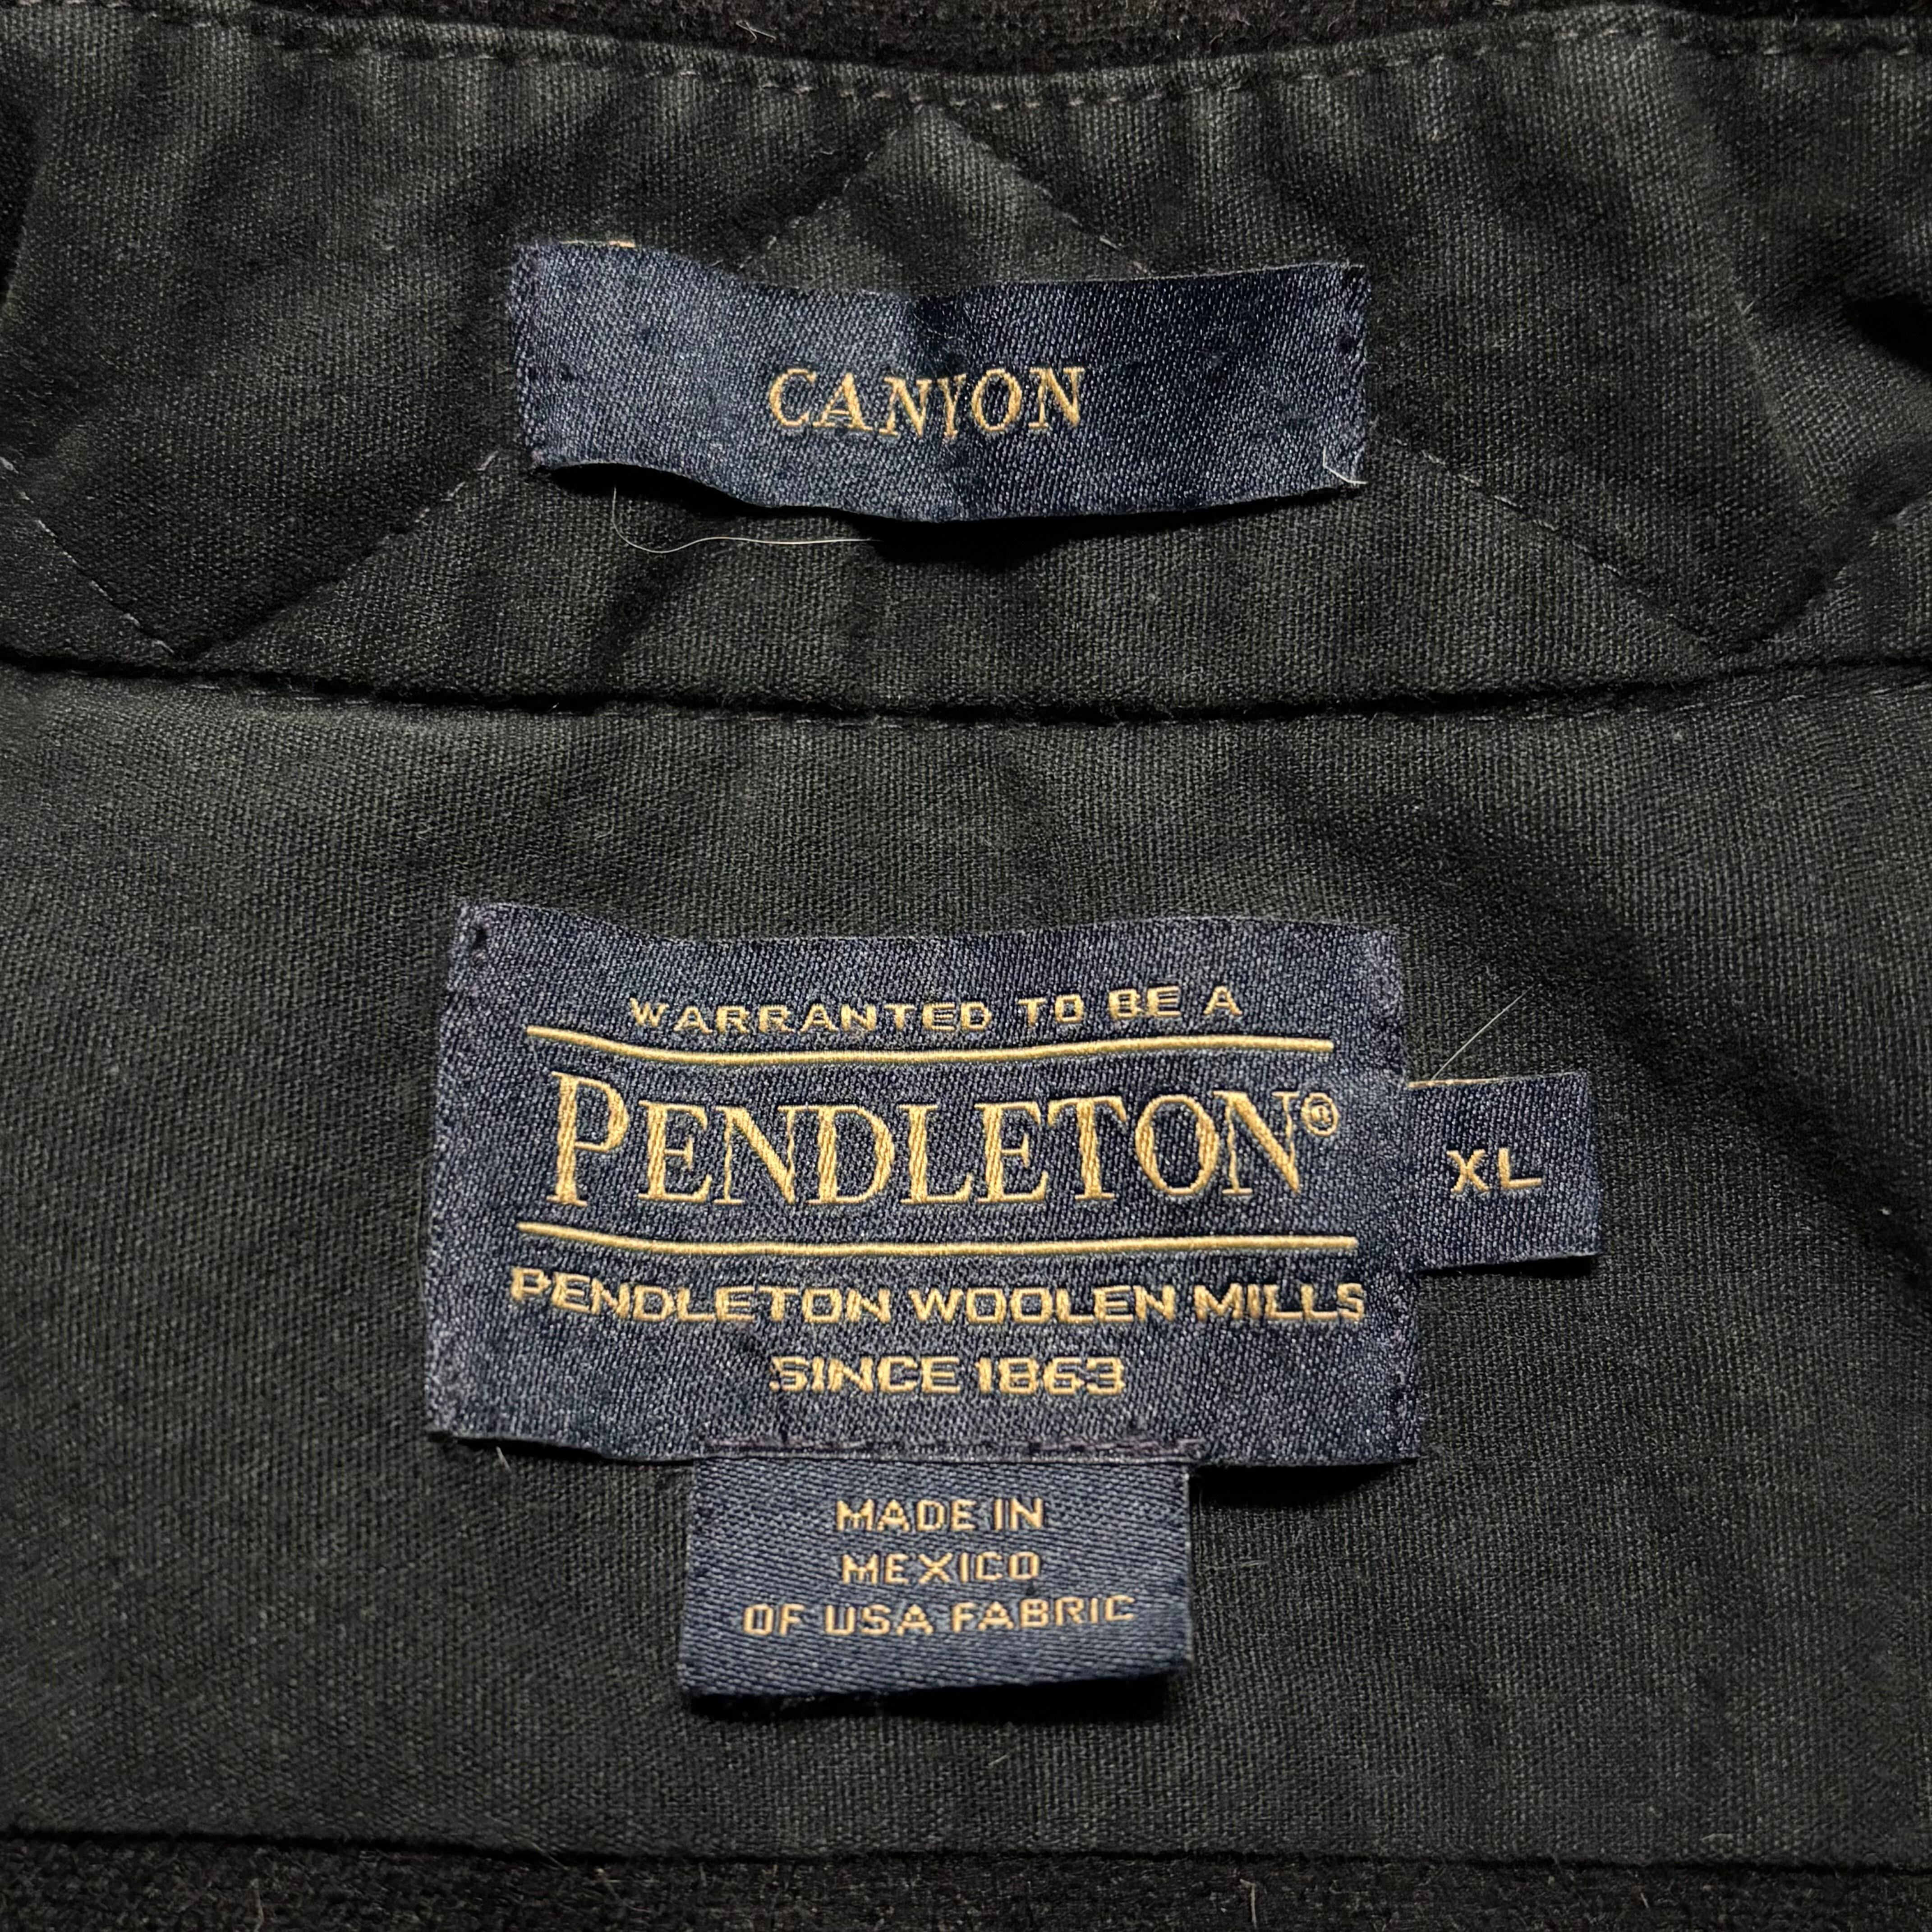 CANYON
WARRANTED TO BE A
PENDLETON®
XL
PENDLETON WOOLEN MILLS
SINCE 1863
MADE IN
MEXICO
OF USA FABRIC